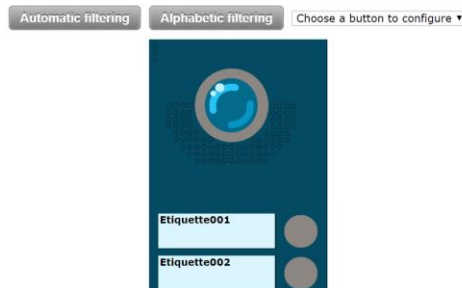 Automatic filtering
Alphabetic filtering
Choose a button to configure
Etiquette001
Etiquette002